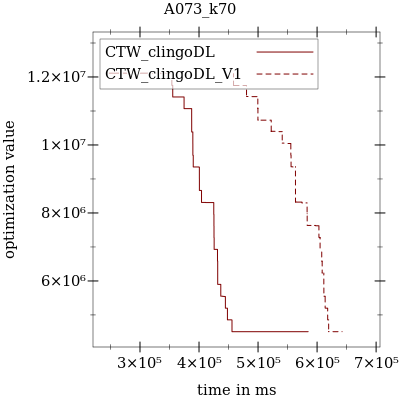 A073_k70
CTW_clingoDL
CTW_clingoDL_V1
optimization value
1.2×10⁷
1×10⁷
8×10⁶
6×10⁶
3×10⁵ 4×10⁵ 5×10⁵ 6×10⁵ 7×10⁵
time in ms